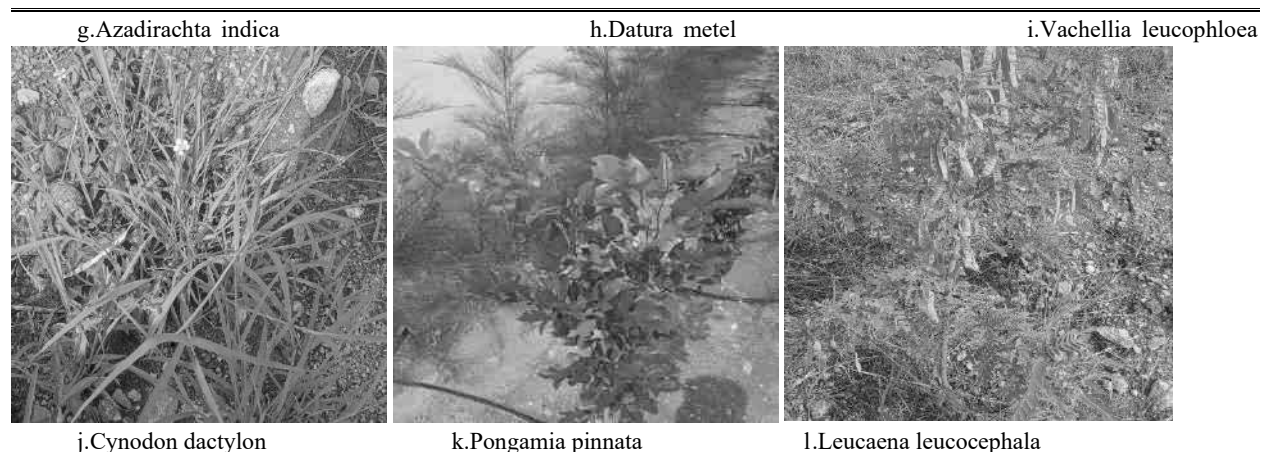 g.Azadirachta indica h.Datura metel i.Vachellia leucophloea
j.Cynodon dactylon k.Pongamia pinnata l.Leucaena leucocephala